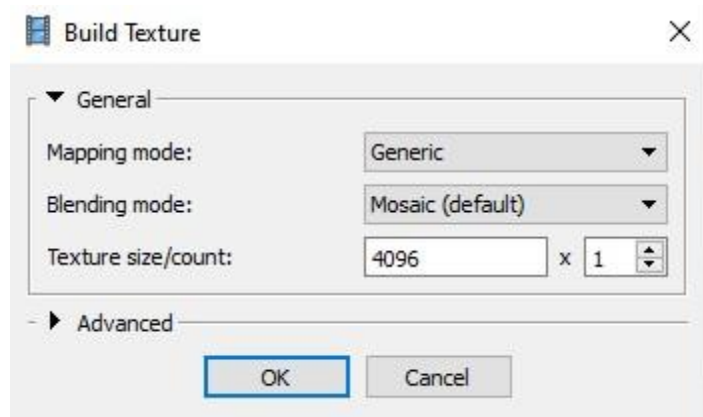 Build Texture
General
Mapping mode: Generic
Blending mode: Mosaic (default)
Texture size/count: 4096 x 1
Advanced
OK Cancel